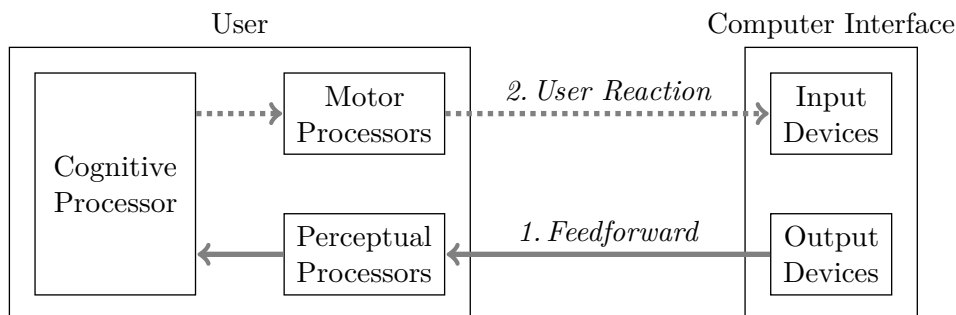 User
Computer Interface
Cognitive
Processor
Motor
Processors
2. User Reaction
Input
Devices
Perceptual
Processors
1. Feedforward
Output
Devices